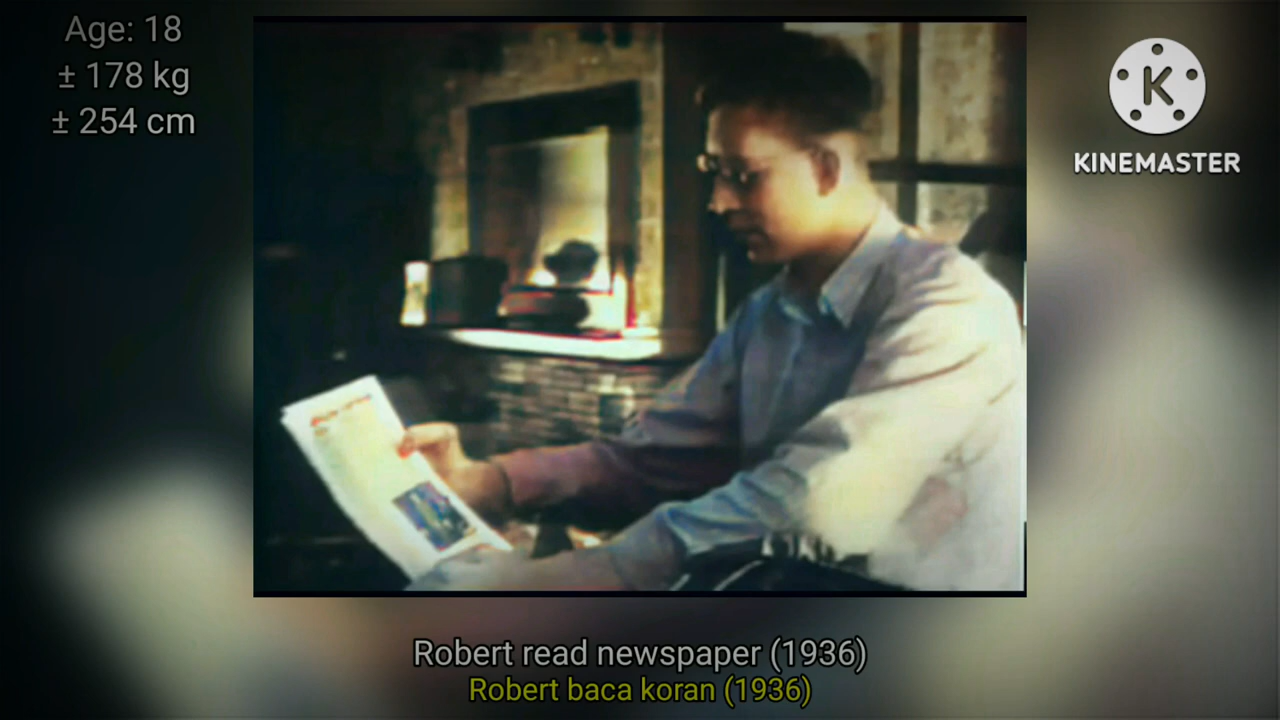 Age: 18
± 178 kg
± 254 cm
KINEMASTER
Robert read newspaper (1936)
Robert baca koran (1936)